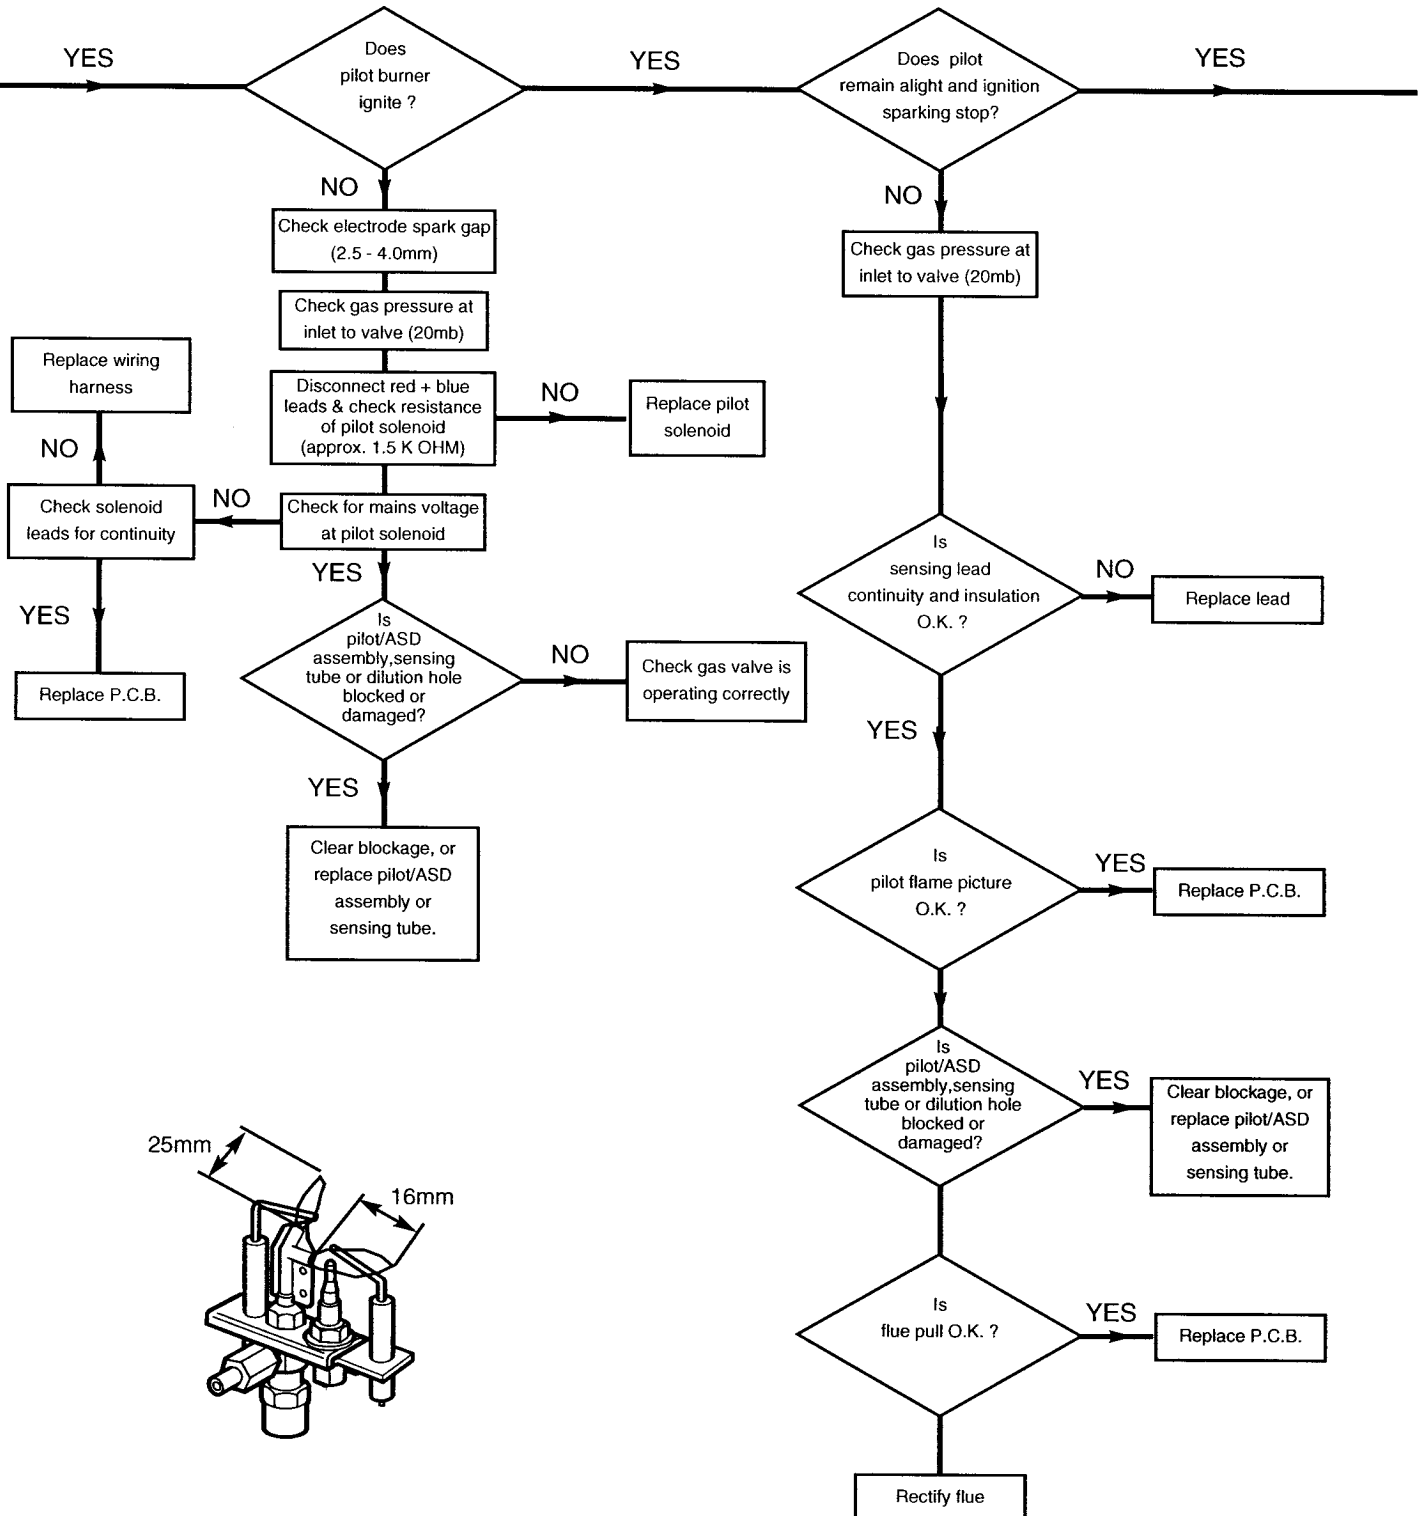 YES
Does
pilot burner
ignite ?
YES
Does pilot
remain alight and ignition
sparking stop?
YES
NO
Check electrode spark gap
(2.5 - 4.0mm)
Check gas pressure at
inlet to valve (20mb)
Disconnect red + blue
leads & check resistance
of pilot solenoid
(approx. 1.5 K OHM)
NO
Replace pilot
solenoid
Check for mains voltage
at pilot solenoid
NO
Check solenoid
leads for continuity
NO
Replace wiring
harness
YES
Replace P.C.B.
YES
Is
pilot/ASD
assembly,sensing
tube or dilution hole
blocked or
damaged?
NO
Check gas valve is
operating correctly
YES
Clear blockage, or
replace pilot/ASD
assembly or
sensing tube.
NO
Check gas pressure at
inlet to valve (20mb)
Is
sensing lead
continuity and insulation
O.K. ?
NO
Replace lead
YES
Is
pilot flame picture
O.K. ?
YES
Replace P.C.B.
Is
pilot/ASD
assembly,sensing
tube or dilution hole
blocked or
damaged?
YES
Clear blockage, or
replace pilot/ASD
assembly or
sensing tube.
Is
flue pull O.K. ?
YES
Replace P.C.B.
Rectify flue
25mm
16mm